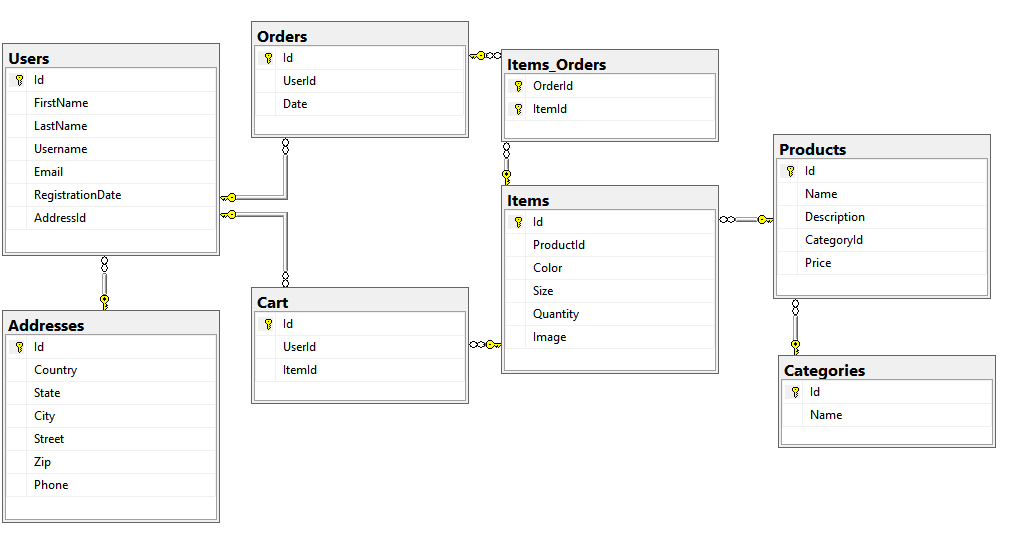 Users
Id
FirstName
LastName
Username
Email
RegistrationDate
AddressId
Addresses
Id
Country
State
City
Street
Zip
Phone
Orders
Id
UserId
Date
Cart
Id
UserId
ItemId
Items_Orders
OrderId
ItemId
Items
Id
ProductId
Color
Size
Quantity
Image
Products
Id
Name
Description
CategoryId
Price
Categories
Id
Name